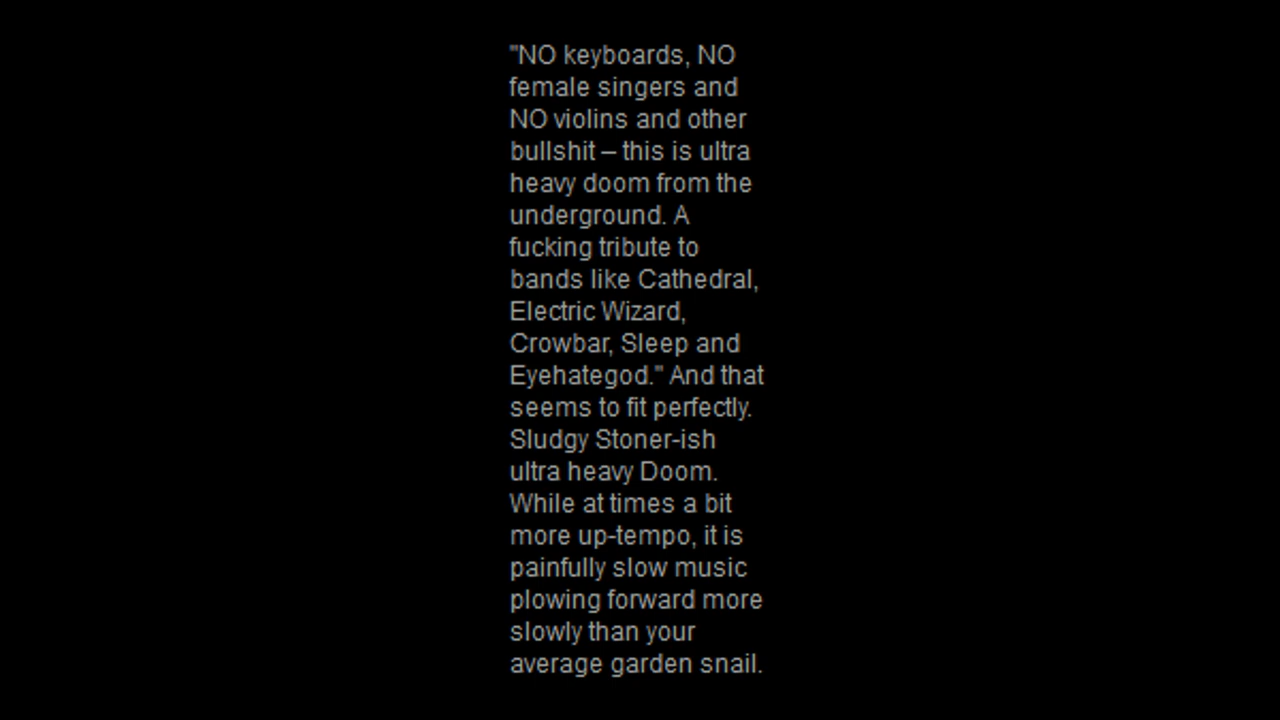 "NO keyboards, NO
female singers and
NO violins and other
bullshit – this is ultra
heavy doom from the
underground. A
fucking tribute to
bands like Cathedral,
Electric Wizard,
Crowbar, Sleep and
Eyehategod." And that
seems to fit perfectly.
Sludgy Stoner-ish
ultra heavy Doom.
While at times a bit
more up-tempo, it is
painfully slow music
plowing forward more
slowly than your
average garden snail.